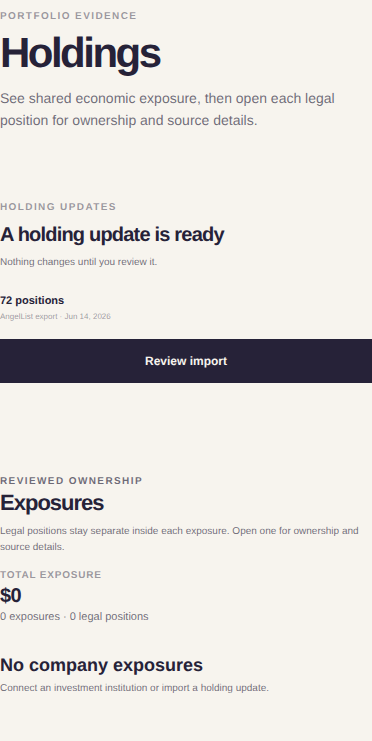 PORTFOLIO EVIDENCE
Holdings
See shared economic exposure, then open each legal
position for ownership and source details.
HOLDING UPDATES
A holding update is ready
Nothing changes until you review it.
72 positions
AngelList export · Jun 14, 2026
Review import
REVIEWED OWNERSHIP
Exposures
Legal positions stay separate inside each exposure. Open one for ownership and
source details.
TOTAL EXPOSURE
$0
0 exposures · 0 legal positions
No company exposures
Connect an investment institution or import a holding update.